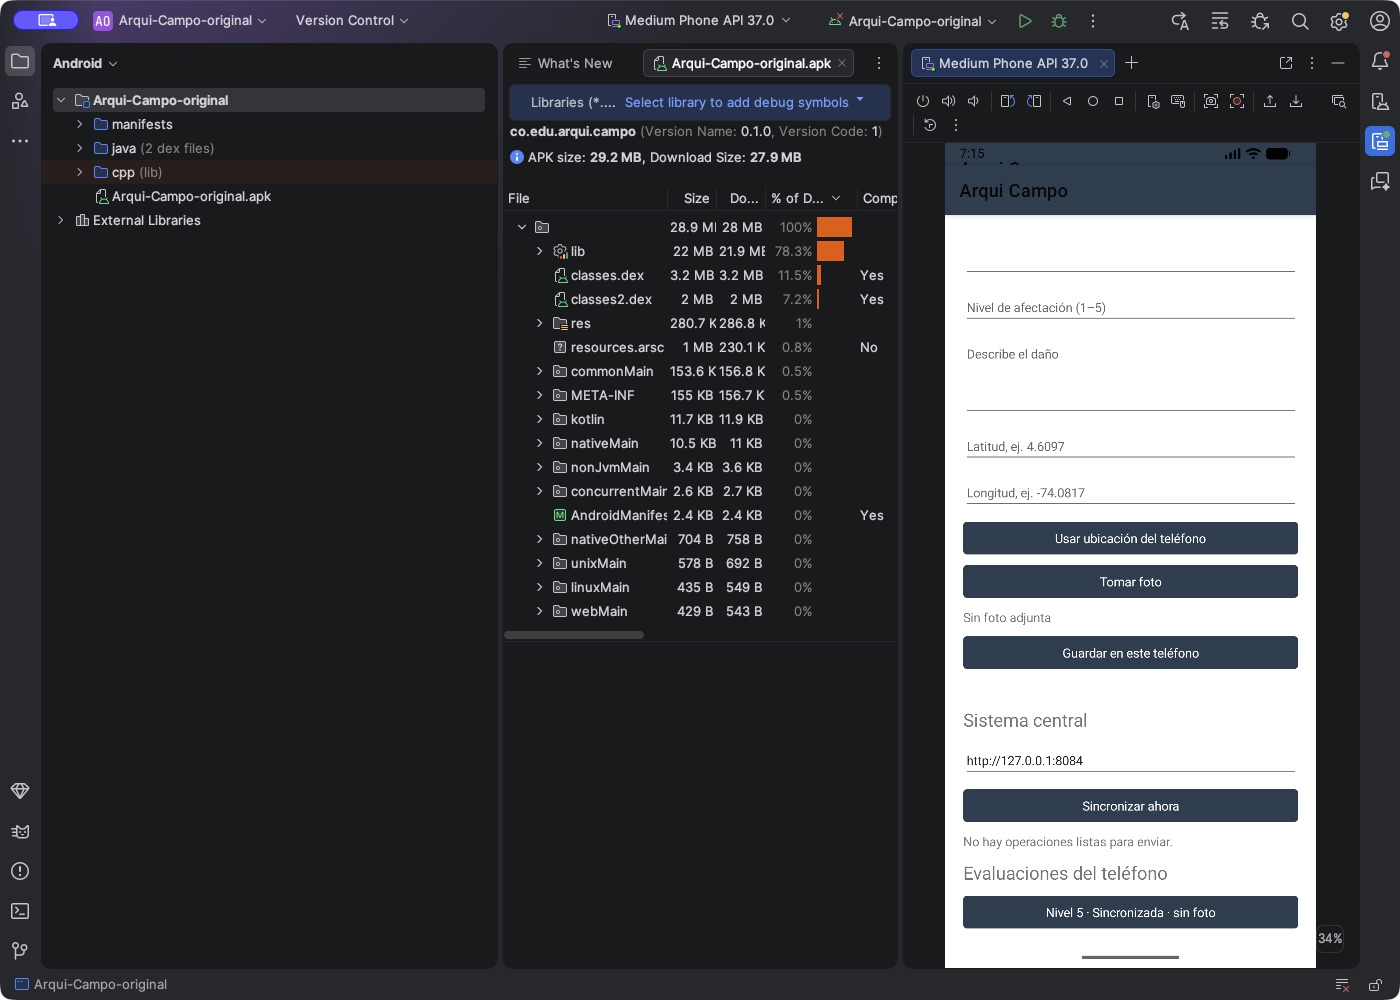 AO Arqui-Campo-original Version Control Medium Phone API 37.0 Arqui-Campo-original
Android
Arqui-Campo-original
manifests
java (2 dex files)
cpp (lib)
Arqui-Campo-original.apk
External Libraries
What's New Arqui-Campo-original.apk
Libraries (*.... Select library to add debug symbols
co.edu.arqui.campo (Version Name: 0.1.0, Version Code: 1)
APK size: 29.2 MB, Download Size: 27.9 MB
File Size Do... % of D... Comp
28.9 MI 28 MB 100%
lib 22 MB 21.9 ME 78.3%
classes.dex 3.2 MB 3.2 MB 11.5% Yes
classes2.dex 2 MB 2 MB 7.2% Yes
res 280.7 K 286.8 K 1%
resources.arsc 1 MB 230.1 K 0.8% No
commonMain 153.6 K 156.8 K 0.5%
META-INF 155 KB 156.7 K 0.5%
kotlin 11.7 KB 11.9 KB 0%
nativeMain 10.5 KB 11 KB 0%
nonJvmMain 3.4 KB 3.6 KB 0%
concurrentMair 2.6 KB 2.7 KB 0%
AndroidManifes 2.4 KB 2.4 KB 0% Yes
nativeOtherMai 704 B 758 B 0%
unixMain 578 B 692 B 0%
linuxMain 435 B 549 B 0%
webMain 429 B 543 B 0%
Medium Phone API 37.0
7:15
Arqui Campo
Nivel de afectación (1–5)
Describe el daño
Latitud, ej. 4.6097
Longitud, ej. -74.0817
Usar ubicación del teléfono
Tomar foto
Sin foto adjunta
Guardar en este teléfono
Sistema central
http://127.0.0.1:8084
Sincronizar ahora
No hay operaciones listas para enviar.
Evaluaciones del teléfono
Nivel 5 · Sincronizada · sin foto
34%
Arqui-Campo-original